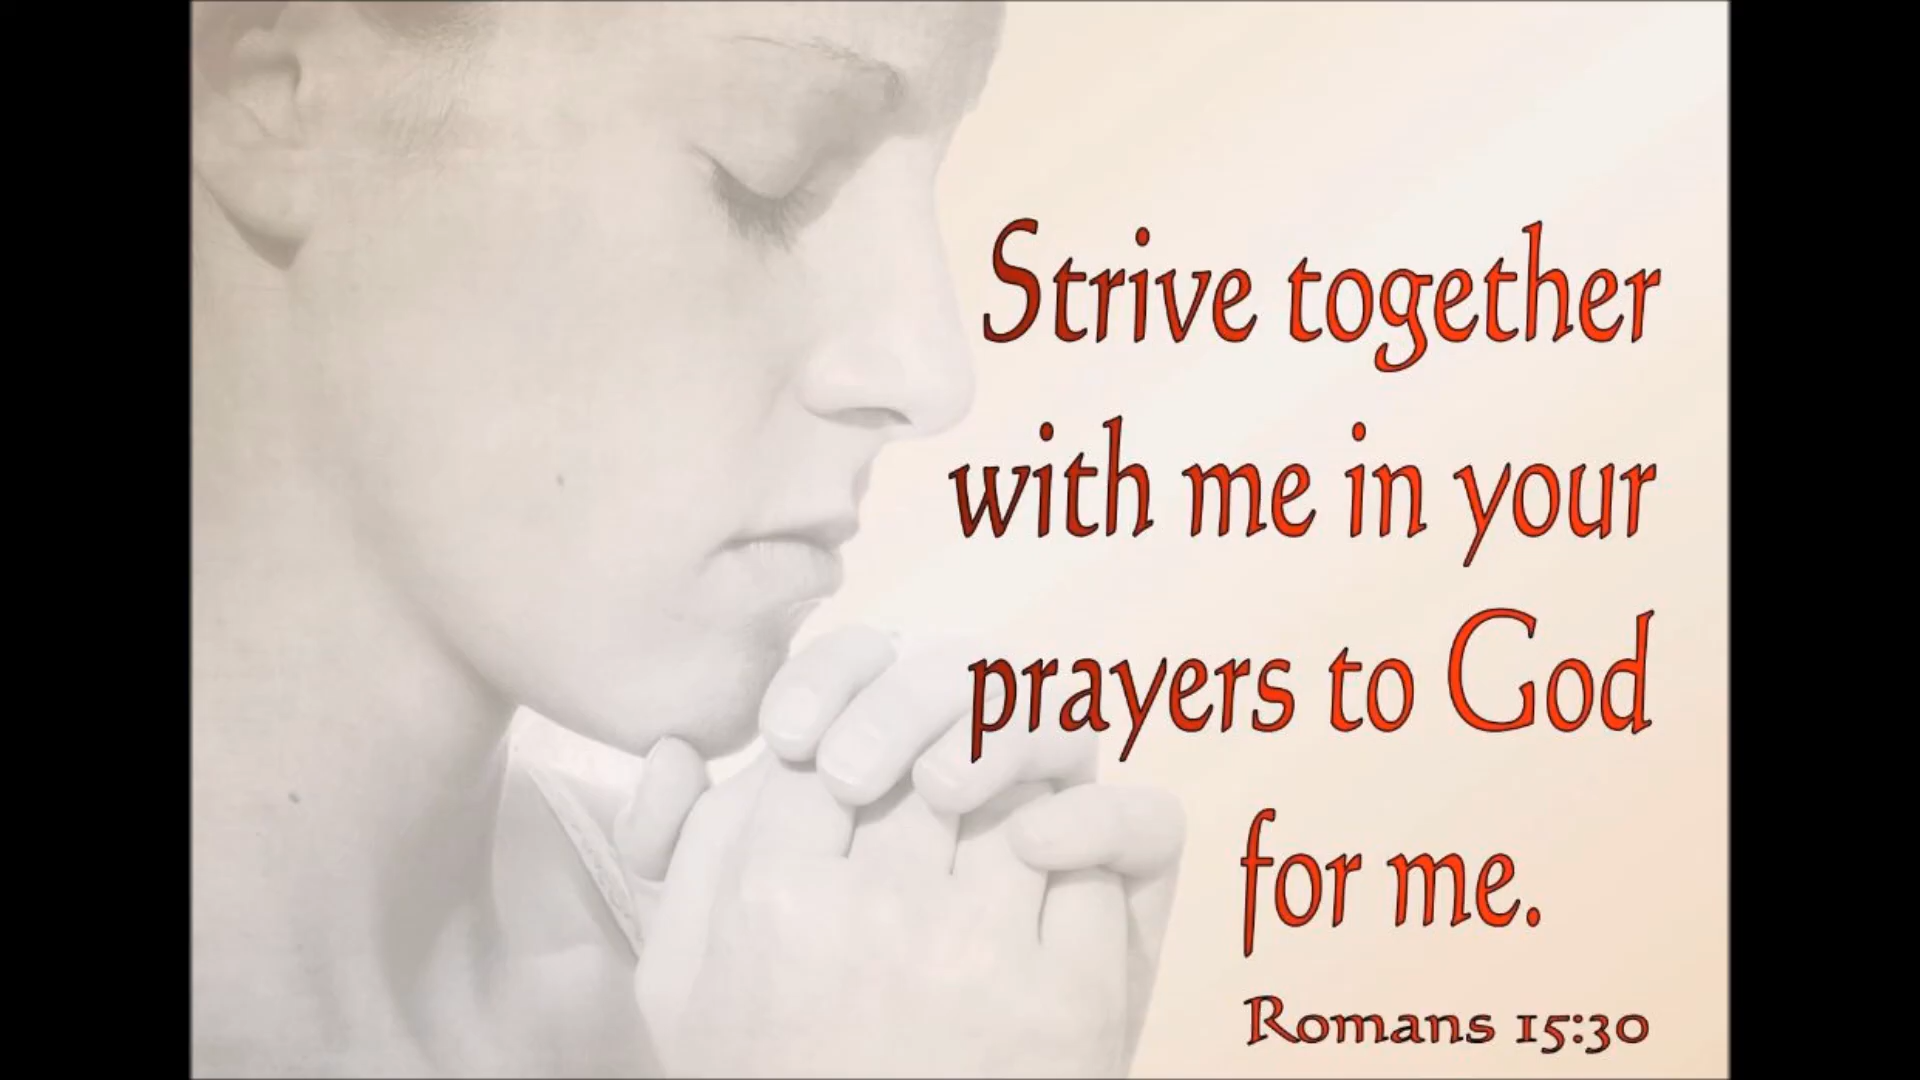 Strive together
with me in your
prayers to God
for me.
Romans 15:30